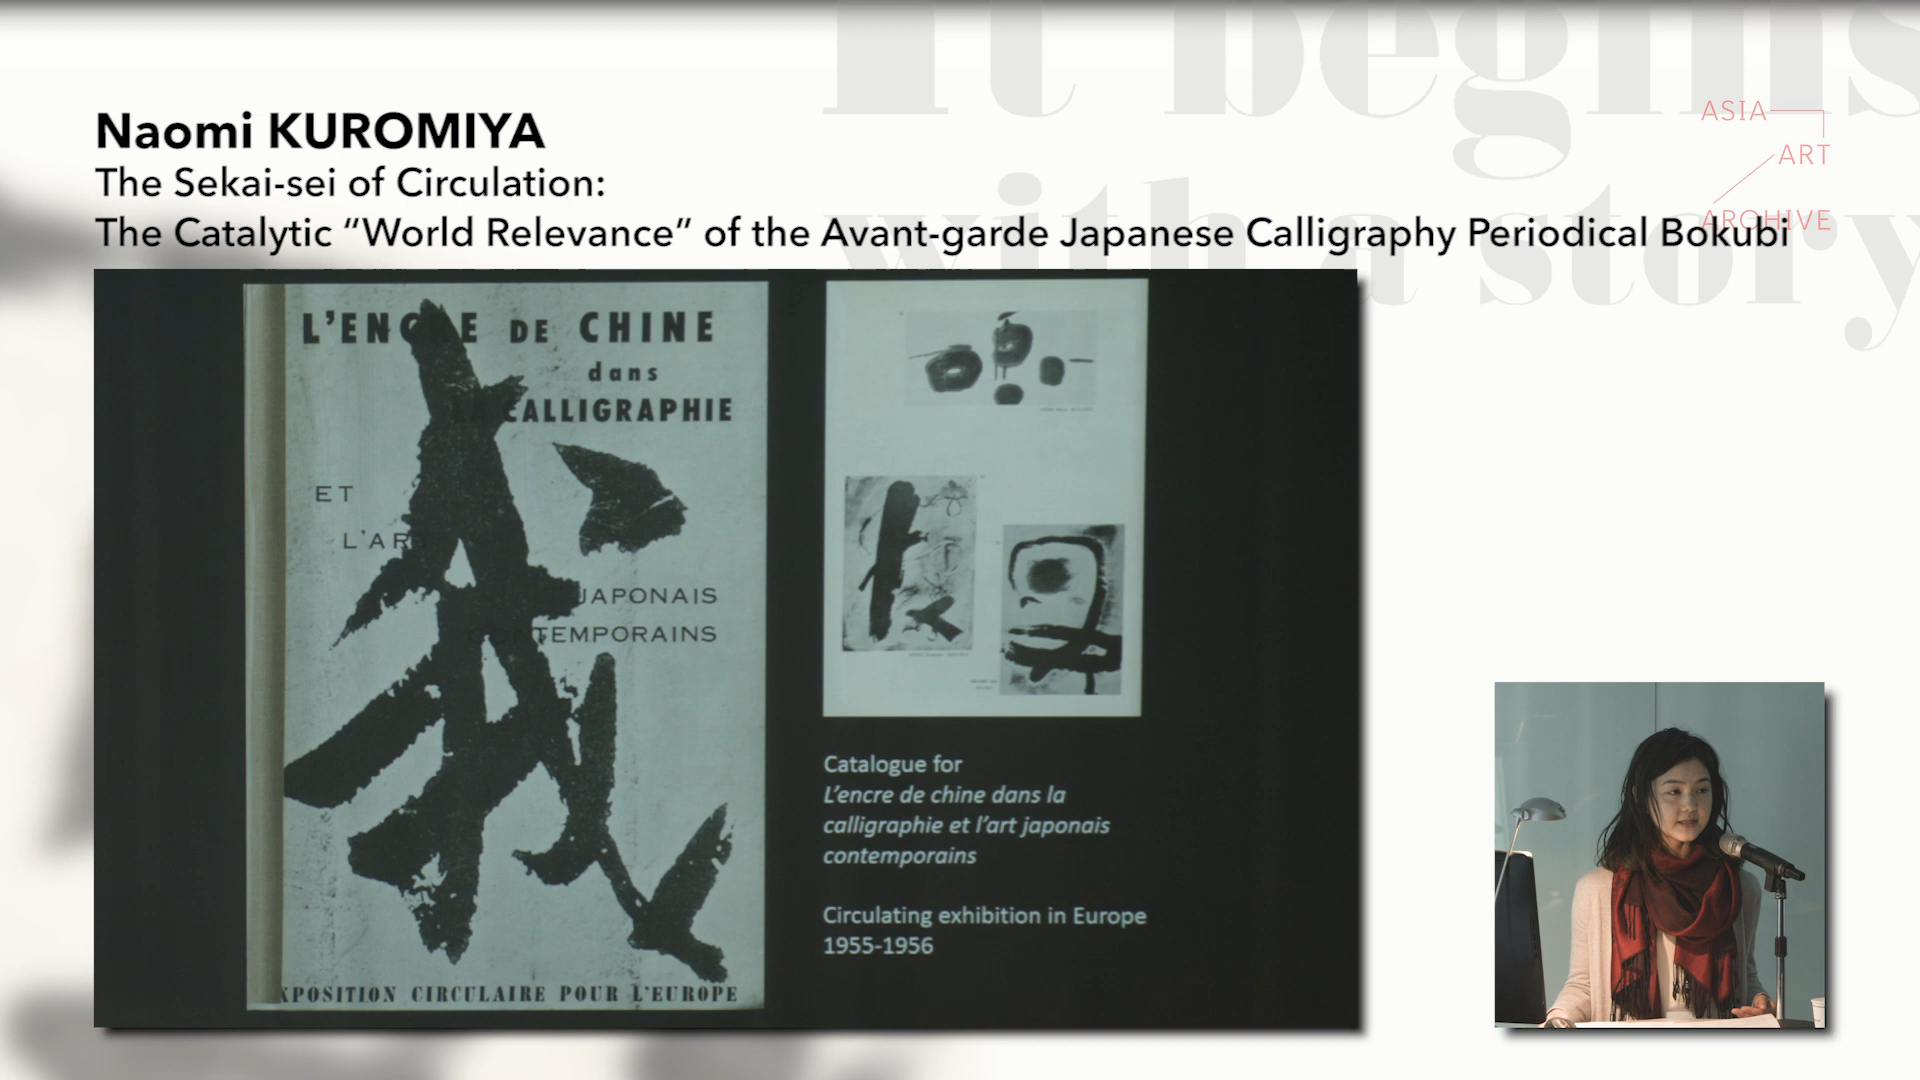 It begins
with a story
ASIA
ART
ARCHIVE
Naomi KUROMIYA
The Sekai-sei of Circulation:
The Catalytic “World Relevance” of the Avant-garde Japanese Calligraphy Periodical Bokubi
L'ENCRE DE CHINE
dans
LA CALLIGRAPHIE
ET
L'ART
JAPONAIS
CONTEMPORAINS
EXPOSITION CIRCULAIRE POUR L'EUROPE
Catalogue for
L'encre de chine dans la
calligraphie et l'art japonais
contemporains
Circulating exhibition in Europe
1955-1956